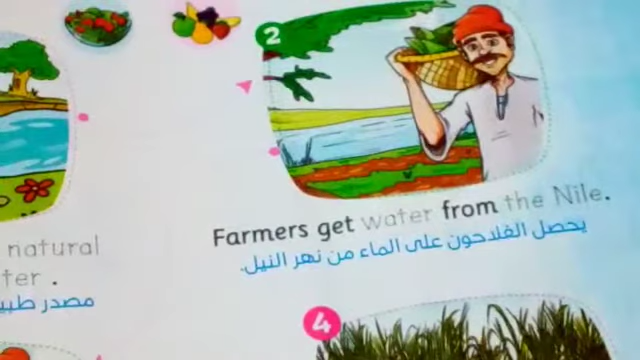 2
Farmers get water from the Nile.
يحصل الفلاحون على الماء من نهر النيل.
natural
ter .
مصدر طبي
4